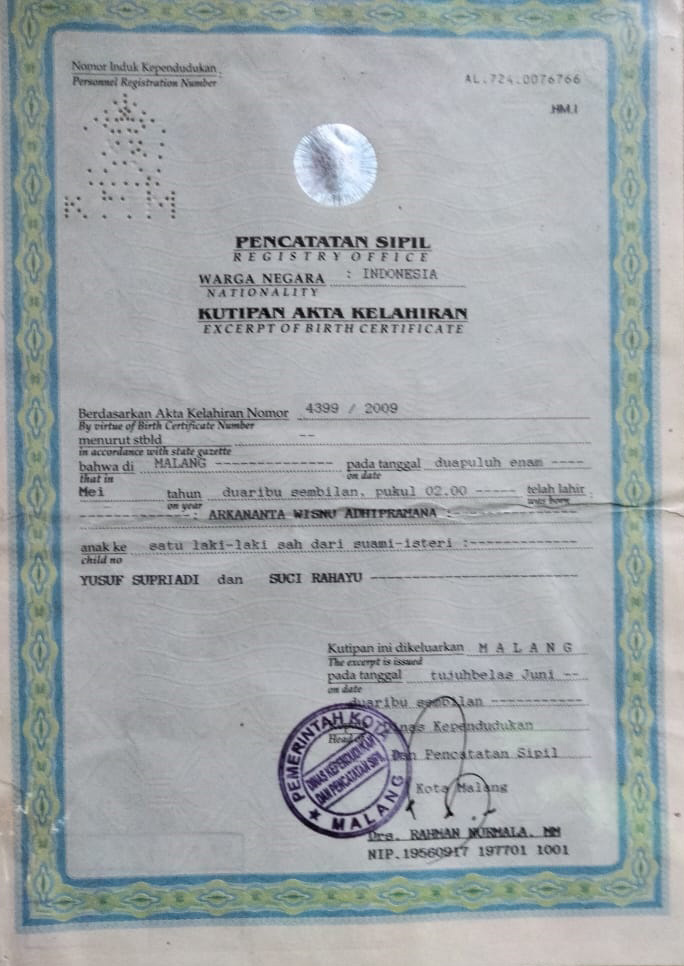 Nomor Induk Kependudukan :
Personnel Registration Number
AL.724.0076766
.HM.I
K.H.M
PENCATATAN SIPIL
REGISTRY OFFICE
WARGA NEGARA : INDONESIA
NATIONALITY
KUTIPAN AKTA KELAHIRAN
EXCERPT OF BIRTH CERTIFICATE
Berdasarkan Akta Kelahiran Nomor 4399 / 2009
By virtue of Birth Certificate Number
menurut stbld --
in accordance with state gazette
bahwa di MALANG -------------- pada tanggal duapuluh enam ----
that in on date
Mei tahun duaribu sembilan, pukul 02.00 ----- telah lahir :
on year was born
-------------: ARKANANTA WISNU ADHIPRAMANA :-------------
anak ke satu laki-laki sah dari suami-isteri :-------------
child no
YUSUF SUPRIADI dan SUCI RAHAYU -------------------------
Kutipan ini dikeluarkan M A L A N G
The excerpt is issued
pada tanggal tujuhbelas Juni --
on date
duaribu sembilan -----------
Dinas Kependudukan
Head of
Dan Pencatatan Sipil
Kota Malang
PEMERINTAH KOTA
DINAS KEPENDUDUKAN
DAN PENCATATAN SIPIL
★ MALANG
Drs. RAHMAN NURMALA. MM
NIP.19560917 197701 1001